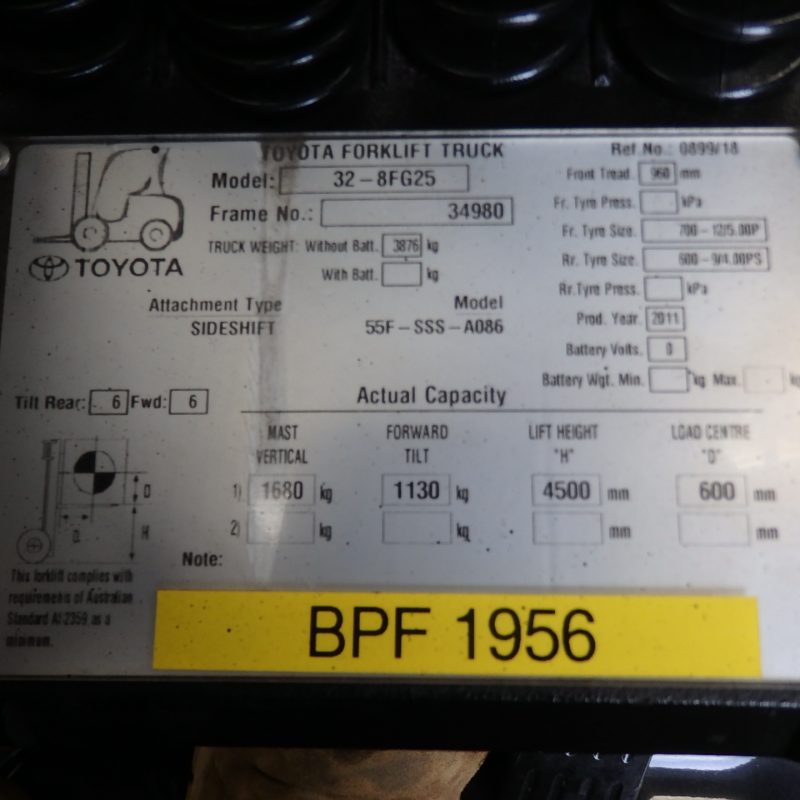 TOYOTA FORKLIFT TRUCK
Ref No. 0899/18
Model: 32-8FG25
Frame No.: 34980
TRUCK WEIGHT: Without Batt. 3876 kg
With Batt. kg
TOYOTA
Front Tread. 960 mm
Fr. Tyre Press. kPa
Fr. Tyre Size. 700-12/5.00P
Rr. Tyre Size. 600-9/4.00PS
Rr. Tyre Press. kPa
Prod. Year. 2011
Battery Volts. 0
Battery Wgt. Min. kg Max. kg
Attachment Type Model
SIDESHIFT 55F-SSS-A086
Tilt Rear: 6 Fwd: 6
Actual Capacity
MAST FORWARD LIFT HEIGHT LOAD CENTRE
VERTICAL TILT "H" "D"
1) 1680 kg 1130 kg 4500 mm 600 mm
2) kg kg mm mm
D
D H
Note:
This forklift complies with
requirements of Australian
Standard AS 2359 as a
minimum.
BPF 1956